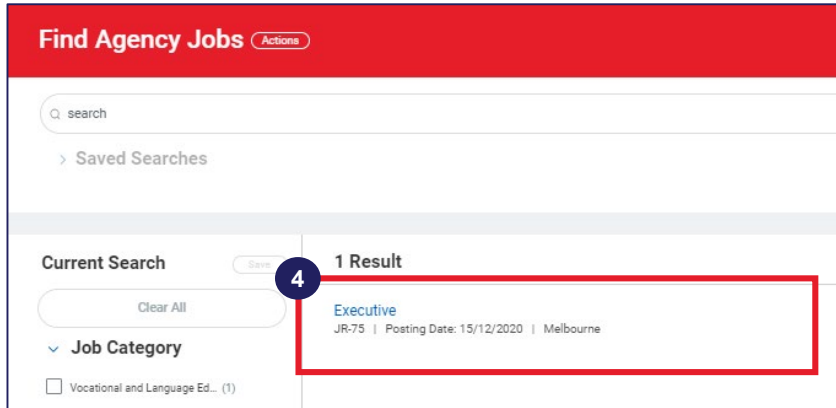 Find Agency Jobs Actions
search
Saved Searches
Current Search Save
1 Result
4
Clear All
Executive
JR-75 | Posting Date: 15/12/2020 | Melbourne
Job Category
Vocational and Language Ed... (1)